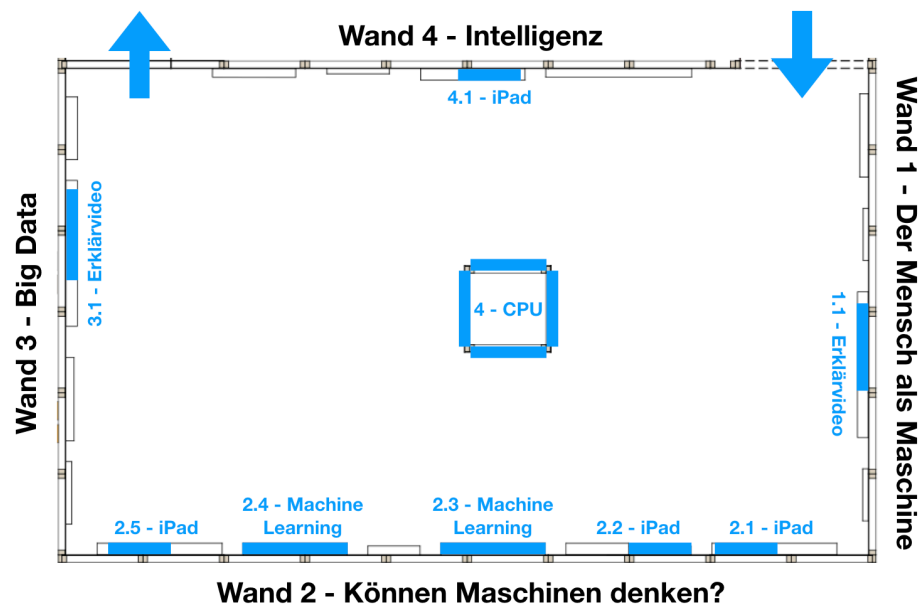 Wand 4 - Intelligenz
4.1 - iPad
Wand 1 - Der Mensch als Maschine
1.1 - Erklärvideo
Wand 3 - Big Data
3.1 - Erklärvideo
4 - CPU
2.5 - iPad
2.4 - Machine
Learning
2.3 - Machine
Learning
2.2 - iPad
2.1 - iPad
Wand 2 - Können Maschinen denken?